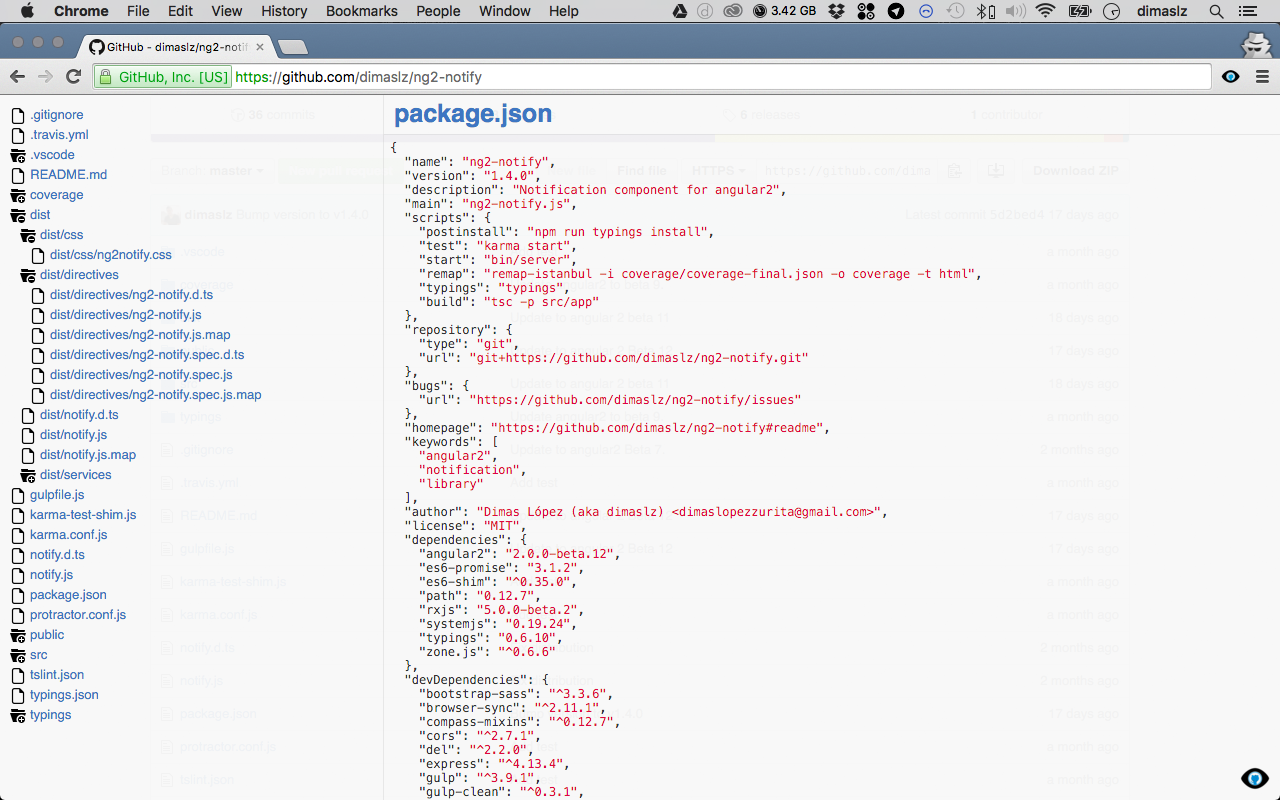 Chrome File Edit View History Bookmarks People Window Help 3.42 GB dimaslz
GitHub - dimaslz/ng2-notif
GitHub, Inc. [US] https://github.com/dimaslz/ng2-notify
.gitignore
.travis.yml
.vscode
README.md
coverage
dist
dist/css
dist/css/ng2notify.css
dist/directives
dist/directives/ng2-notify.d.ts
dist/directives/ng2-notify.js
dist/directives/ng2-notify.js.map
dist/directives/ng2-notify.spec.d.ts
dist/directives/ng2-notify.spec.js
dist/directives/ng2-notify.spec.js.map
dist/notify.d.ts
dist/notify.js
dist/notify.js.map
dist/services
gulpfile.js
karma-test-shim.js
karma.conf.js
notify.d.ts
notify.js
package.json
protractor.conf.js
public
src
tslint.json
typings.json
typings
package.json
{
"name": "ng2-notify",
"version": "1.4.0",
"description": "Notification component for angular2",
"main": "ng2-notify.js",
"scripts": {
"postinstall": "npm run typings install",
"test": "karma start",
"start": "bin/server",
"remap": "remap-istanbul -i coverage/coverage-final.json -o coverage -t html",
"typings": "typings",
"build": "tsc -p src/app"
},
"repository": {
"type": "git",
"url": "git+https://github.com/dimaslz/ng2-notify.git"
},
"bugs": {
"url": "https://github.com/dimaslz/ng2-notify/issues"
},
"homepage": "https://github.com/dimaslz/ng2-notify#readme",
"keywords": [
"angular2",
"notification",
"library"
],
"author": "Dimas López (aka dimaslz) <dimaslopezzurita@gmail.com>",
"license": "MIT",
"dependencies": {
"angular2": "2.0.0-beta.12",
"es6-promise": "3.1.2",
"es6-shim": "^0.35.0",
"path": "0.12.7",
"rxjs": "5.0.0-beta.2",
"systemjs": "0.19.24",
"typings": "0.6.10",
"zone.js": "^0.6.6"
},
"devDependencies": {
"bootstrap-sass": "^3.3.6",
"browser-sync": "^2.11.1",
"compass-mixins": "^0.12.7",
"cors": "^2.7.1",
"del": "^2.2.0",
"express": "^4.13.4",
"gulp": "^3.9.1",
"gulp-clean": "^0.3.1",